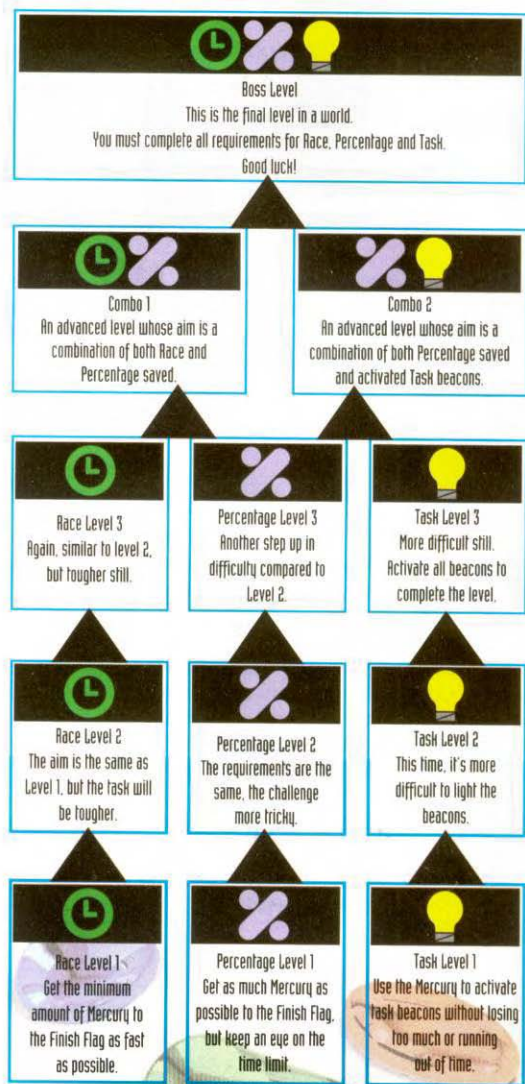 Boss Level
This is the final level in a world.
You must complete all requirements for Race, Percentage and Task.
Good luck!
Combo 1
An advanced level whose aim is a
combination of both Race and
Percentage saved.
Combo 2
An advanced level whose aim is a
combination of both Percentage saved
and activated Task beacons.
Race Level 3
Again, similar to level 2,
but tougher still.
Percentage Level 3
Another step up in
difficulty compared to
Level 2.
Task Level 3
More difficult still.
Activate all beacons to
complete the level.
Race Level 2
The aim is the same as
Level 1, but the task will
be tougher.
Percentage Level 2
The requirements are the
same, the challenge
more tricky.
Task Level 2
This time, it's more
difficult to light the
beacons.
Race Level 1
Get the minimum
amount of Mercury to
the Finish Flag as fast
as possible.
Percentage Level 1
Get as much Mercury as
possible to the Finish Flag,
but keep an eye on the
time limit.
Task Level 1
Use the Mercury to activate
task beacons without losing
too much or running
out of time.